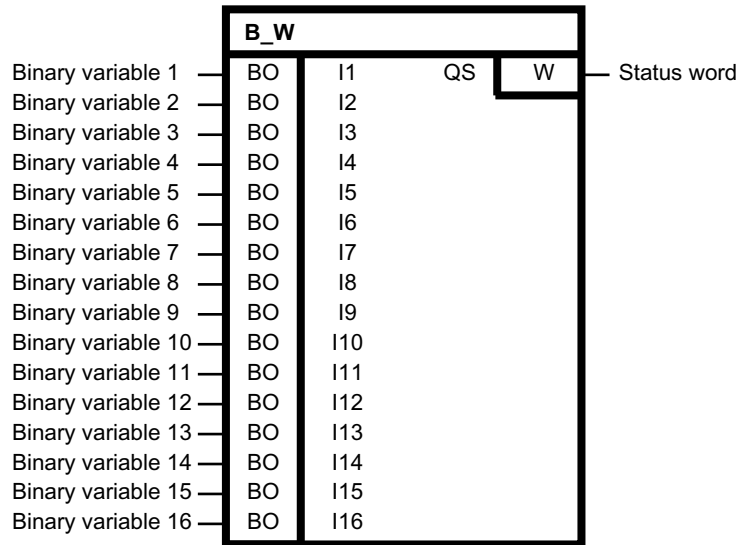 B_W
Binary variable 1 BO I1 QS W Status word
Binary variable 2 BO I2
Binary variable 3 BO I3
Binary variable 4 BO I4
Binary variable 5 BO I5
Binary variable 6 BO I6
Binary variable 7 BO I7
Binary variable 8 BO I8
Binary variable 9 BO I9
Binary variable 10 BO I10
Binary variable 11 BO I11
Binary variable 12 BO I12
Binary variable 13 BO I13
Binary variable 14 BO I14
Binary variable 15 BO I15
Binary variable 16 BO I16